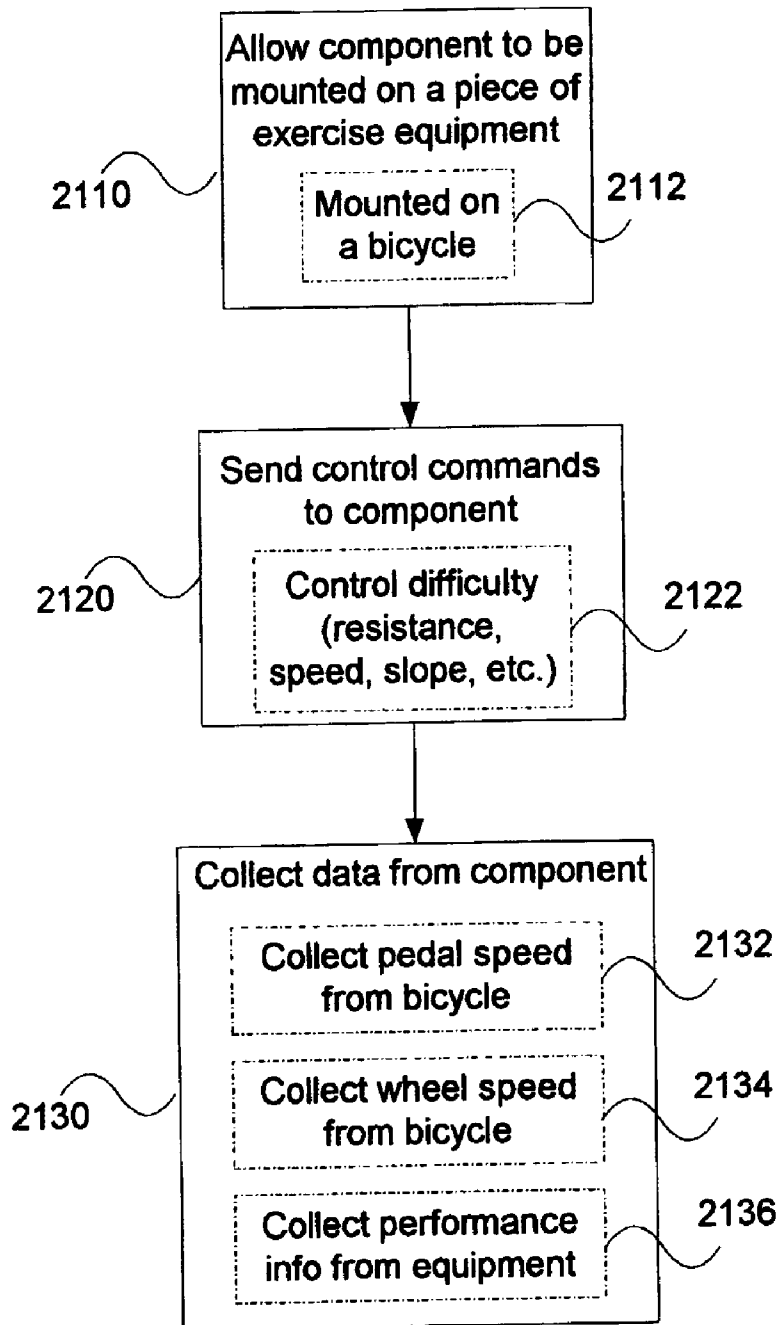 Allow component to be
mounted on a piece of
exercise equipment
2110
Mounted on
a bicycle
2112
Send control commands
to component
2120
Control difficulty
(resistance,
speed, slope, etc.)
2122
Collect data from component
2130
Collect pedal speed
from bicycle
2132
Collect wheel speed
from bicycle
2134
Collect performance
info from equipment
2136